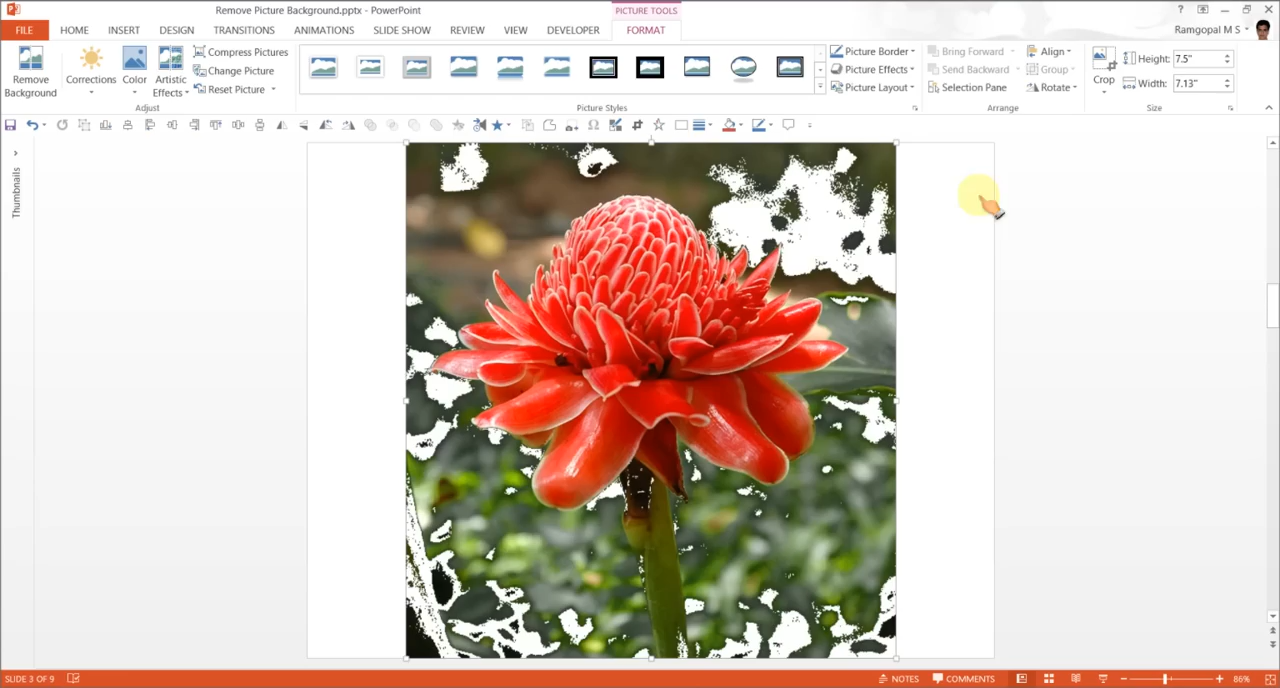 Remove Picture Background.pptx - PowerPoint
PICTURE TOOLS
?
FILE
HOME
INSERT
DESIGN
TRANSITIONS
ANIMATIONS
SLIDE SHOW
REVIEW
VIEW
DEVELOPER
FORMAT
Ramgopal M S
Remove
Background
Corrections
Color
Artistic
Effects
Compress Pictures
Change Picture
Reset Picture
Adjust
Picture Styles
Picture Border
Picture Effects
Picture Layout
Bring Forward
Send Backward
Selection Pane
Align
Group
Rotate
Arrange
Crop
Height: 7.5"
Width: 7.13"
Size
Thumbnails
SLIDE 3 OF 9
NOTES
COMMENTS
86%